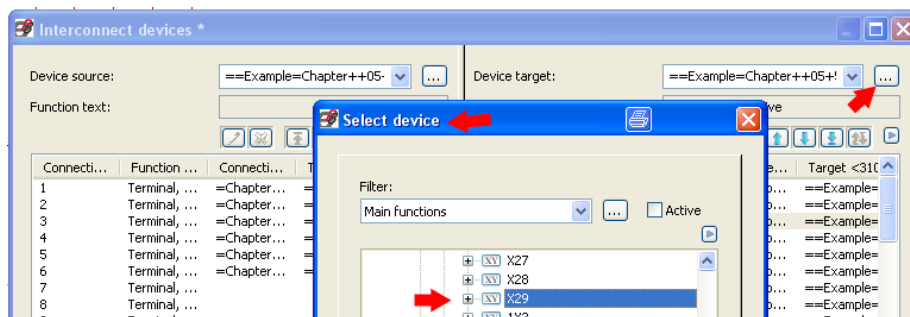 Interconnect devices *
Device source: ==Example=Chapter++05- ... Device target: ==Example=Chapter++05+! ...
Function text:
Select device
Connecti... Function ... Connecti... Target <310
Filter:
Main functions ... Active
1 Terminal, ... =Chapter... ==Example=
2 Terminal, ... =Chapter... ==Example=
3 Terminal, ... =Chapter... ==Example=
4 Terminal, ... =Chapter... ==Example=
5 Terminal, ... =Chapter... ==Example=
6 Terminal, ... =Chapter... ==Example=
7 Terminal, ... ==Example=
8 Terminal, ... ==Example=
X27
X28
X29